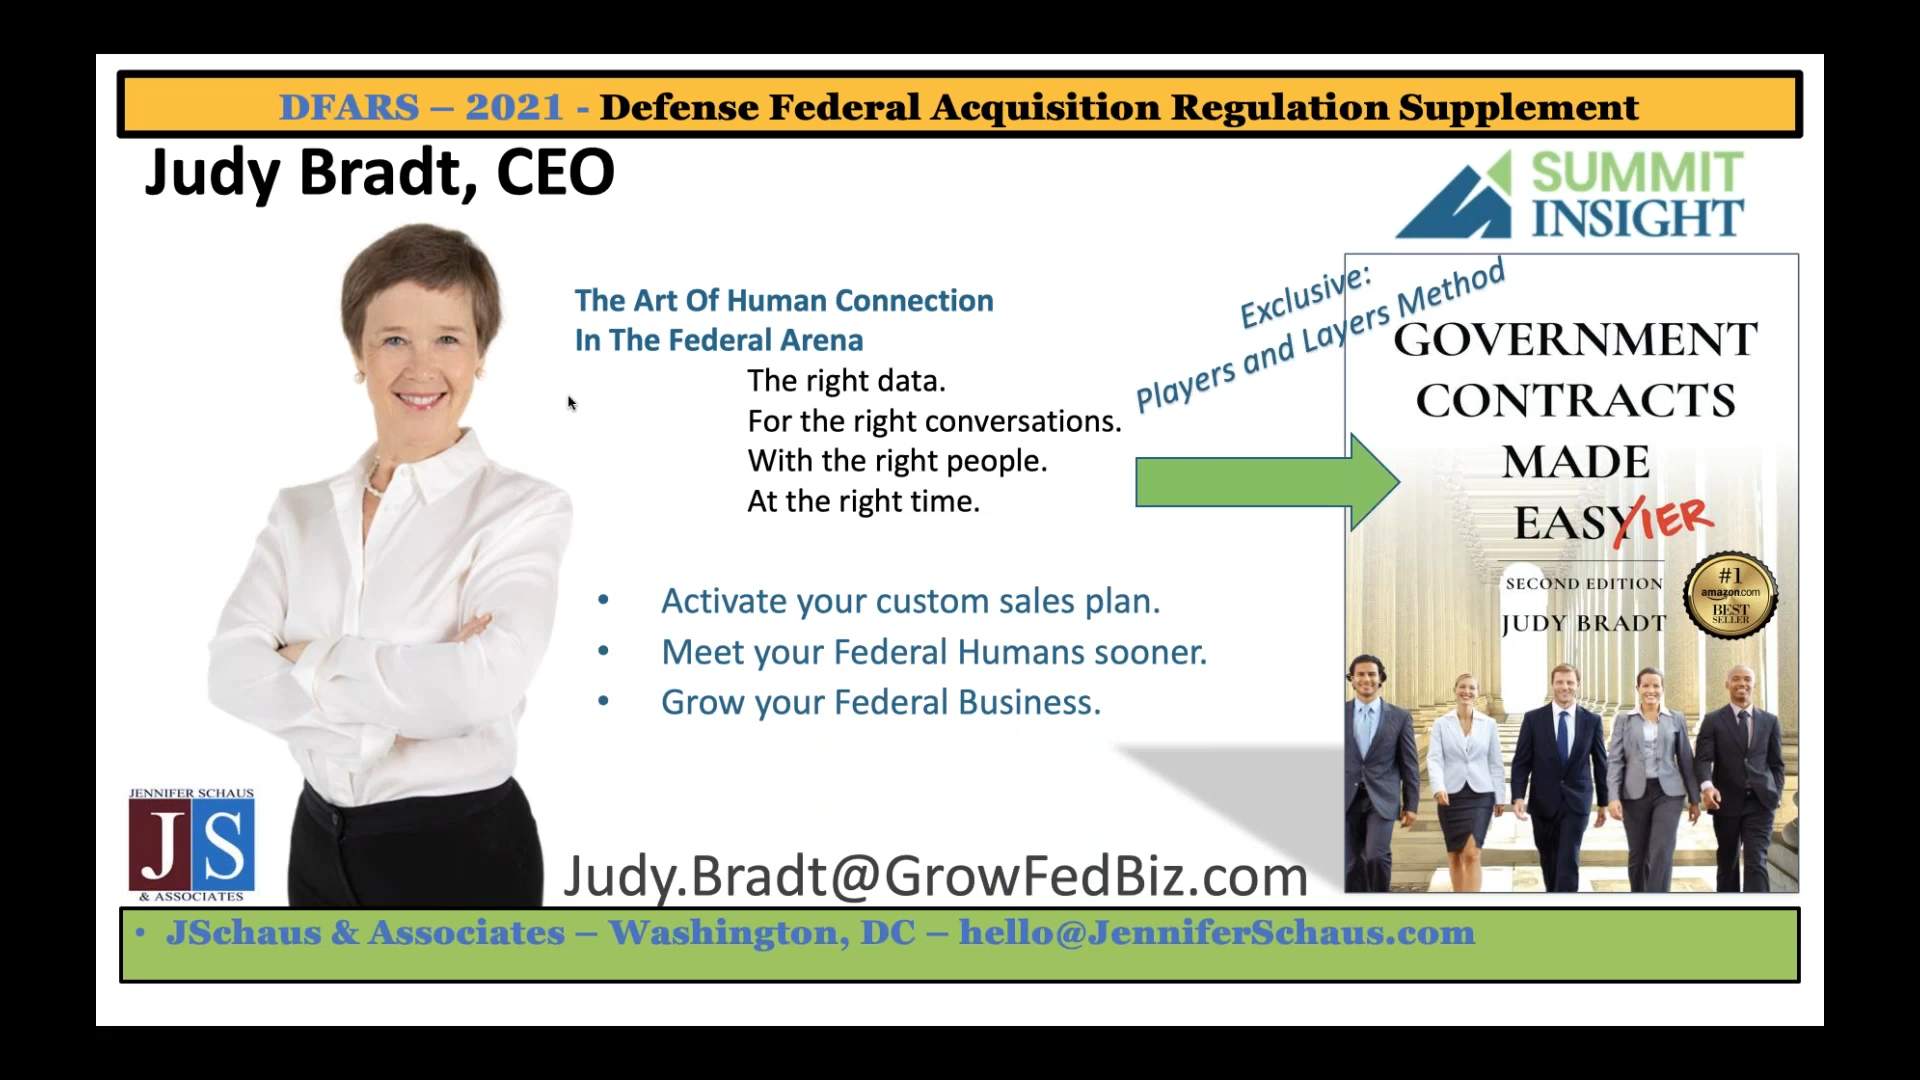 DFARS – 2021 - Defense Federal Acquisition Regulation Supplement
Judy Bradt, CEO
SUMMIT
INSIGHT
The Art Of Human Connection
In The Federal Arena
The right data.
For the right conversations.
With the right people.
At the right time.
Exclusive:
Players and Layers Method
GOVERNMENT
CONTRACTS
MADE
EASY/IER
SECOND EDITION
JUDY BRADT
#1
amazon.com
BEST
SELLER
• Activate your custom sales plan.
• Meet your Federal Humans sooner.
• Grow your Federal Business.
JENNIFER SCHAUS
JS
& ASSOCIATES
Judy.Bradt@GrowFedBiz.com
• JSchaus & Associates – Washington, DC – hello@JenniferSchaus.com